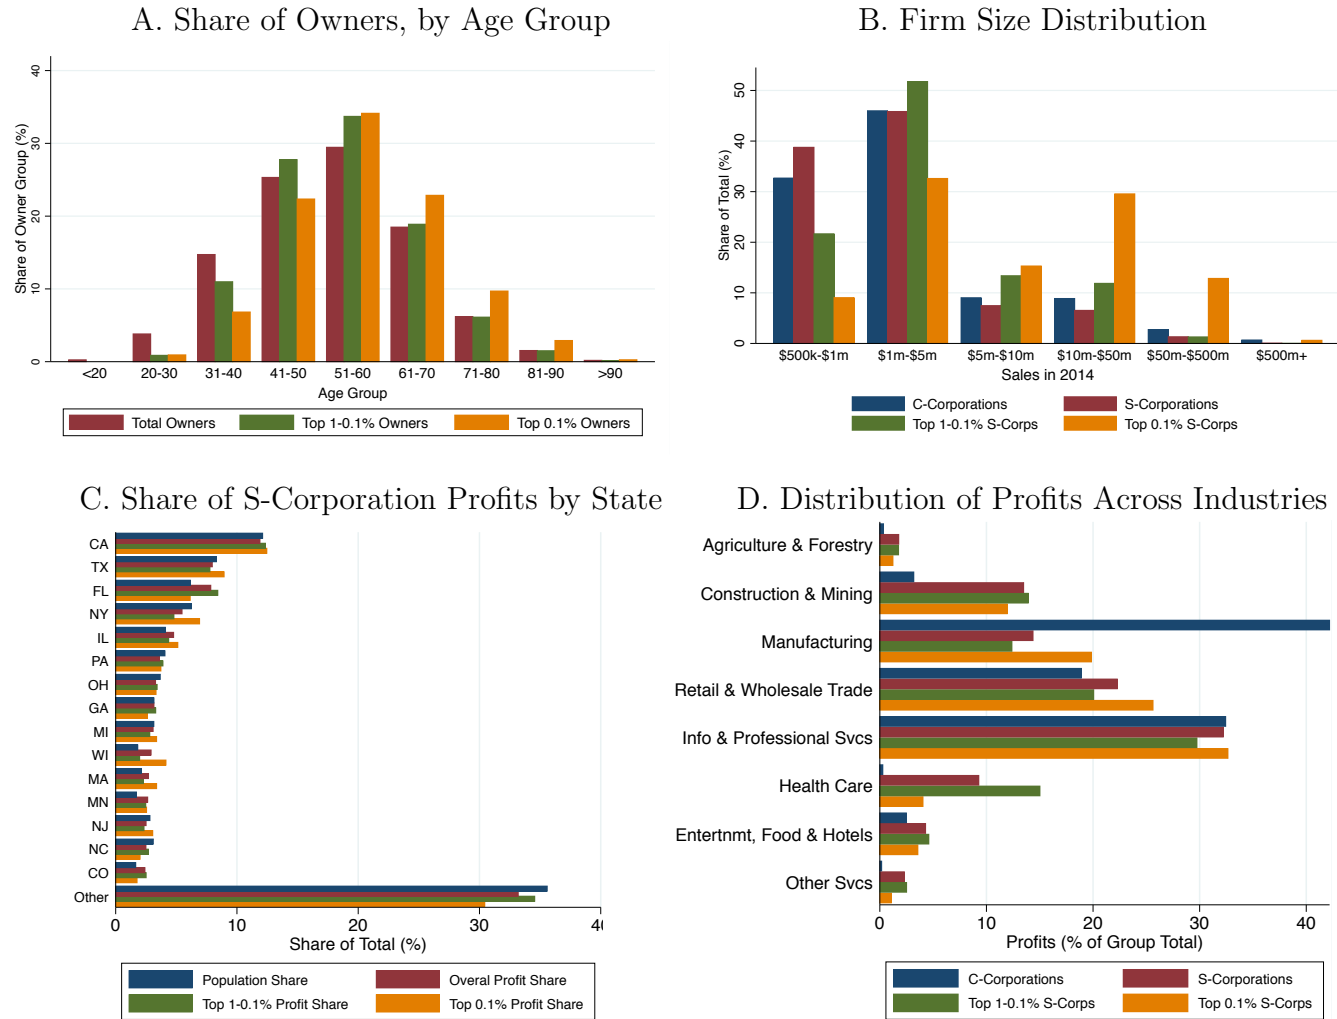 A. Share of Owners, by Age Group
Share of Owner Group (%)
40
30
20
10
0
<20 20-30 31-40 41-50 51-60 61-70 71-80 81-90 >90
Age Group
Total Owners Top 1-0.1% Owners Top 0.1% Owners
B. Firm Size Distribution
Share of Total (%)
50
40
30
20
10
0
$500k-$1m $1m-$5m $5m-$10m $10m-$50m $50m-$500m $500m+
Sales in 2014
C-Corporations S-Corporations
Top 1-0.1% S-Corps Top 0.1% S-Corps
C. Share of S-Corporation Profits by State
CA
TX
FL
NY
IL
PA
OH
GA
MI
WI
MA
MN
NJ
NC
CO
Other
0 10 20 30 40
Share of Total (%)
Population Share Overal Profit Share
Top 1-0.1% Profit Share Top 0.1% Profit Share
D. Distribution of Profits Across Industries
Agriculture & Forestry
Construction & Mining
Manufacturing
Retail & Wholesale Trade
Info & Professional Svcs
Health Care
Entertnmt, Food & Hotels
Other Svcs
0 10 20 30 40
Profits (% of Group Total)
C-Corporations S-Corporations
Top 1-0.1% S-Corps Top 0.1% S-Corps